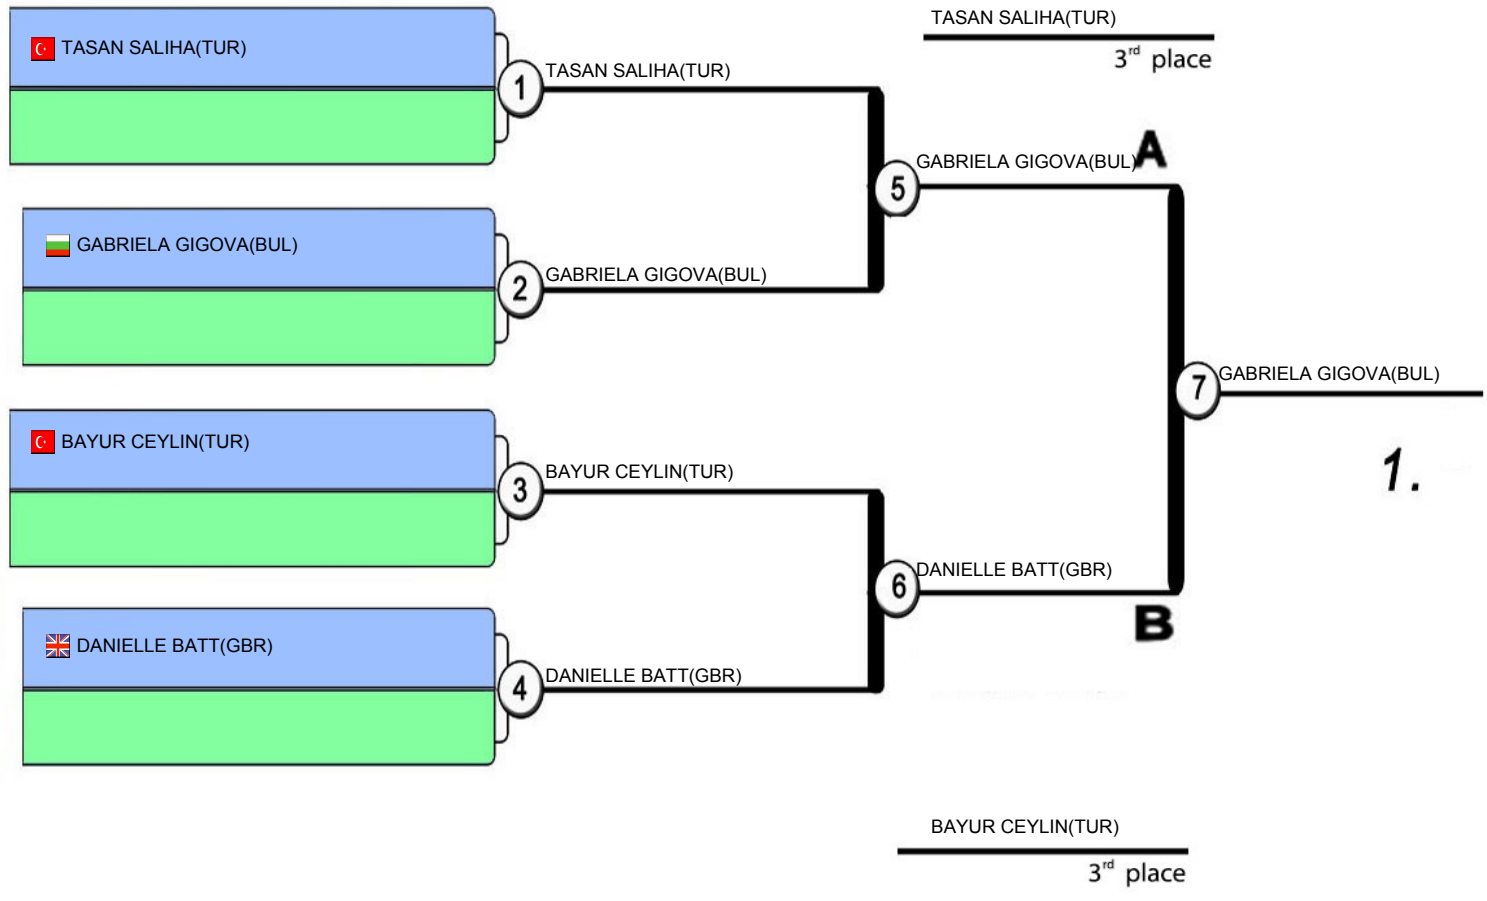 TASAN SALIHA(TUR)
3rd place
TASAN SALIHA(TUR)
1
TASAN SALIHA(TUR)
A
GABRIELA GIGOVA(BUL)
5
GABRIELA GIGOVA(BUL)
2
GABRIELA GIGOVA(BUL)
7
GABRIELA GIGOVA(BUL)
1.
BAYUR CEYLIN(TUR)
3
BAYUR CEYLIN(TUR)
6
DANIELLE BATT(GBR)
B
DANIELLE BATT(GBR)
4
DANIELLE BATT(GBR)
BAYUR CEYLIN(TUR)
3rd place